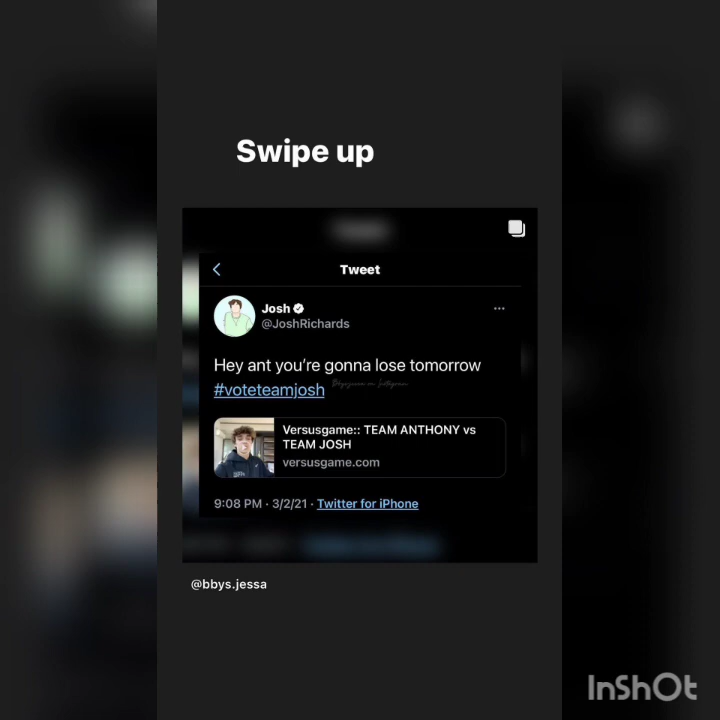 Swipe up
Tweet
Josh
@JoshRichards
Hey ant you're gonna lose tomorrow
#voteteamjosh
Versusgame:: TEAM ANTHONY vs
TEAM JOSH
versusgame.com
9:08 PM · 3/2/21 · Twitter for iPhone
@bbys.jessa
InShOt